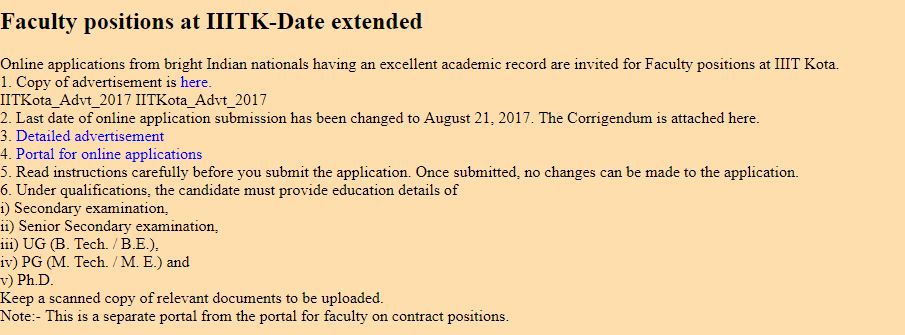 Faculty positions at IIITK-Date extended
Online applications from bright Indian nationals having an excellent academic record are invited for Faculty positions at IIIT Kota.
1. Copy of advertisement is here.
IITKota_Advt_2017 IITKota_Advt_2017
2. Last date of online application submission has been changed to August 21, 2017. The Corrigendum is attached here.
3. Detailed advertisement
4. Portal for online applications
5. Read instructions carefully before you submit the application. Once submitted, no changes can be made to the application.
6. Under qualifications, the candidate must provide education details of
i) Secondary examination,
ii) Senior Secondary examination,
iii) UG (B. Tech. / B.E.),
iv) PG (M. Tech. / M. E.) and
v) Ph.D.
Keep a scanned copy of relevant documents to be uploaded.
Note:- This is a separate portal from the portal for faculty on contract positions.